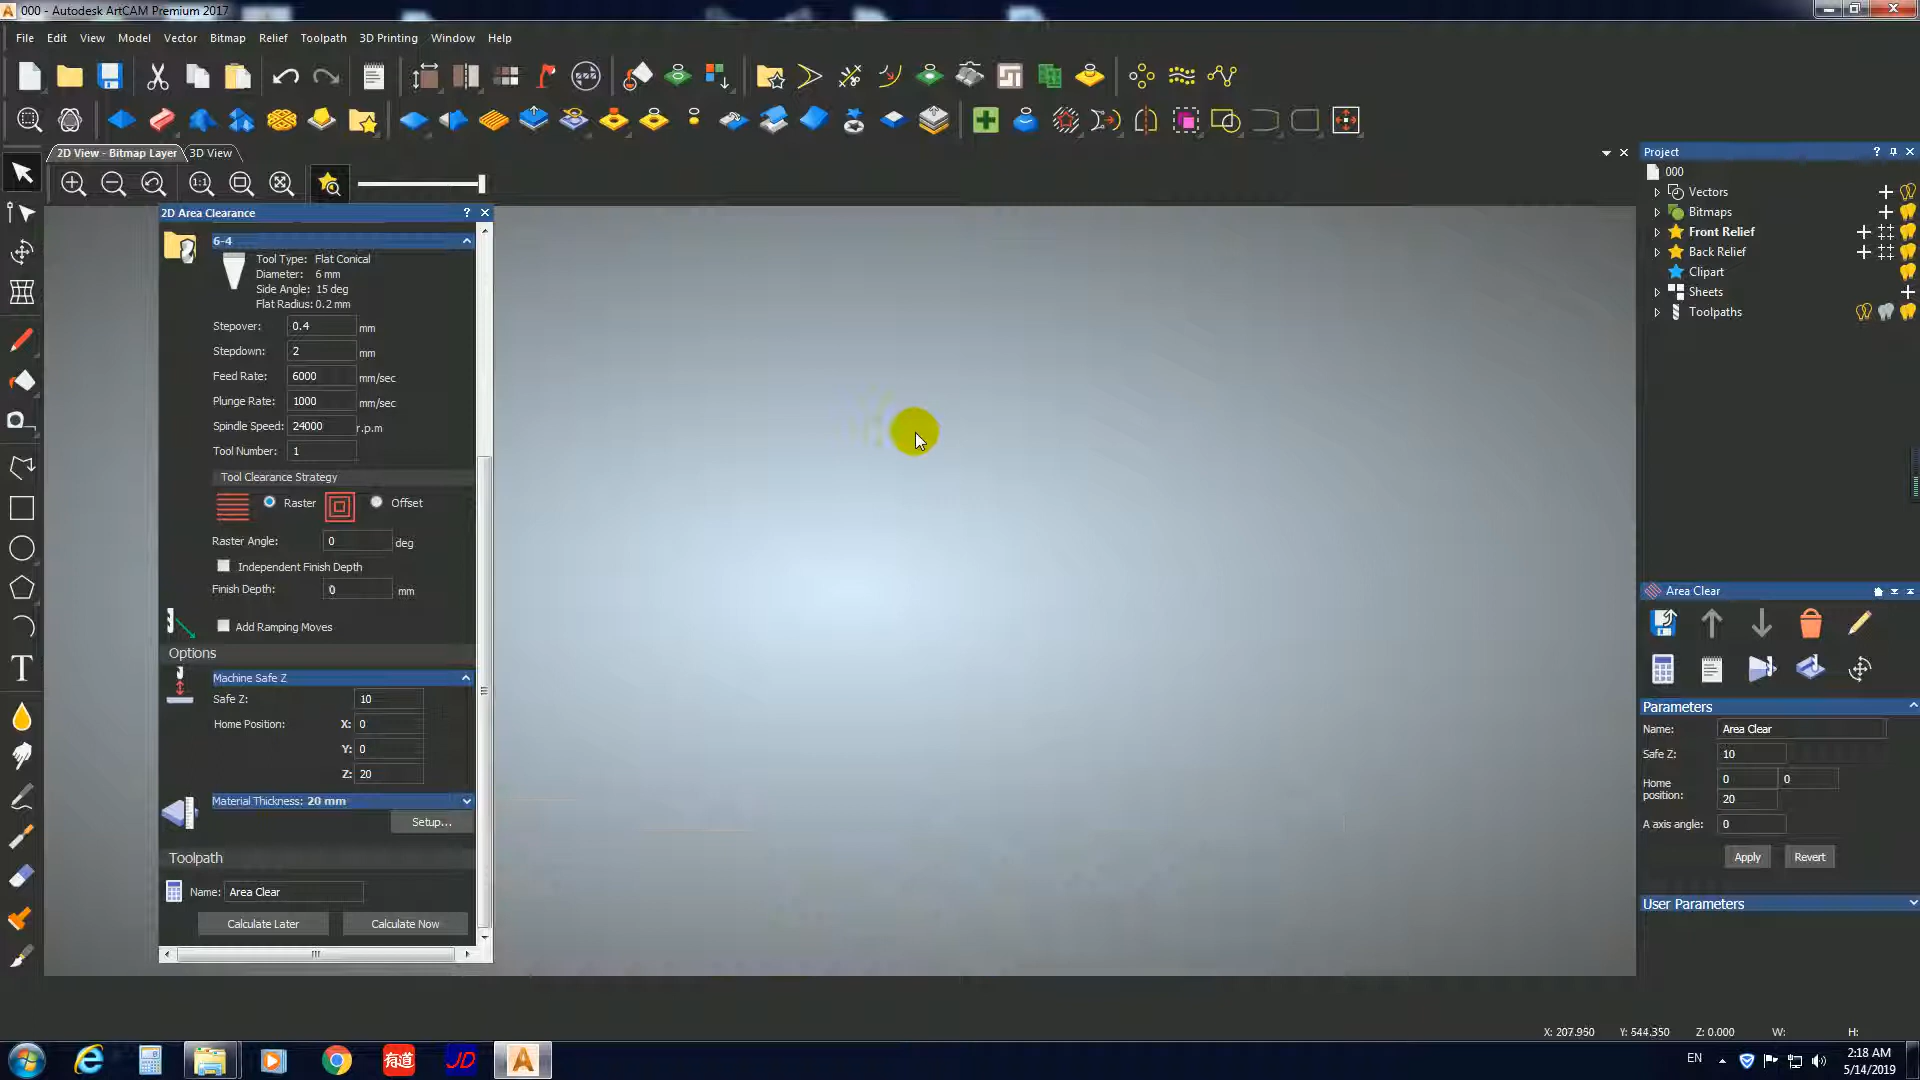 000 - Autodesk ArtCAM Premium 2017
File Edit View Model Vector Bitmap Relief Toolpath 3D Printing Window Help
2D View - Bitmap Layer 3D View
1:1
2D Area Clearance ?
6-4
Tool Type: Flat Conical
Diameter: 6 mm
Side Angle: 15 deg
Flat Radius: 0.2 mm
Stepover: 0.4 mm
Stepdown: 2 mm
Feed Rate: 6000 mm/sec
Plunge Rate: 1000 mm/sec
Spindle Speed: 24000 r.p.m
Tool Number: 1
Tool Clearance Strategy
Raster Offset
Raster Angle: 0 deg
Independent Finish Depth
Finish Depth: 0 mm
Add Ramping Moves
Options
Machine Safe Z
Safe Z: 10
Home Position: X: 0
Y: 0
Z: 20
Material Thickness: 20 mm
Setup...
Toolpath
Name: Area Clear
Calculate Later Calculate Now
Project ?
000
Vectors
Bitmaps
Front Relief
Back Relief
Clipart
Sheets
Toolpaths
Area Clear
Parameters
Name: Area Clear
Safe Z: 10
Home position: 0 0
20
A axis angle: 0
Apply Revert
User Parameters
X: 207.950 Y: 544.350 Z: 0.000 W: H:
有道 JD
EN
2:18 AM
5/14/2019